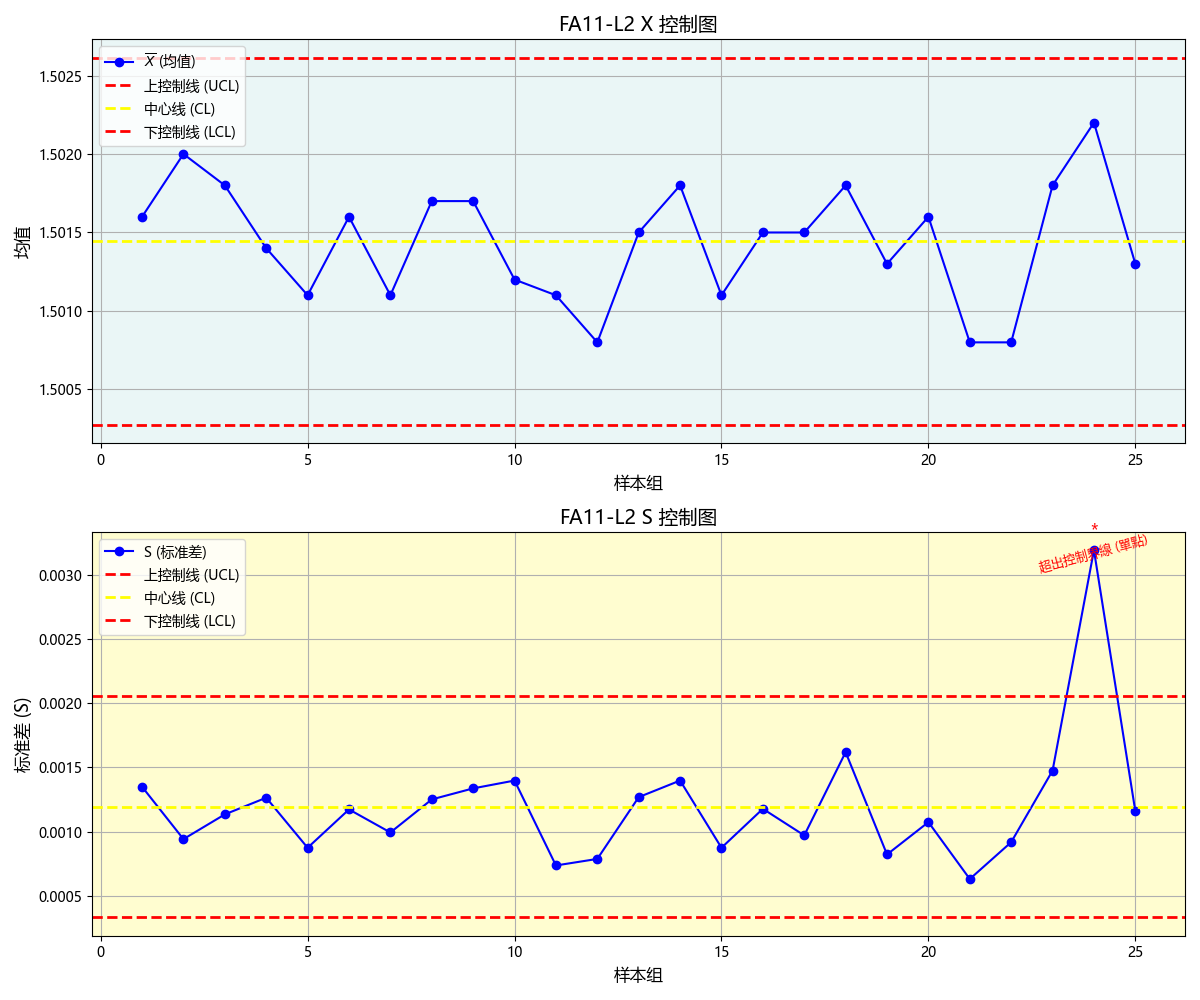 FA11-L2 X 控制图
X (均值)
上控制线 (UCL)
中心线 (CL)
下控制线 (LCL)
均值
1.5025
1.5020
1.5015
1.5010
1.5005
0 5 10 15 20 25
样本组
FA11-L2 S 控制图
*
超出控制界線 (單點)
S (标准差)
上控制线 (UCL)
中心线 (CL)
下控制线 (LCL)
标准差 (S)
0.0030
0.0025
0.0020
0.0015
0.0010
0.0005
0 5 10 15 20 25
样本组